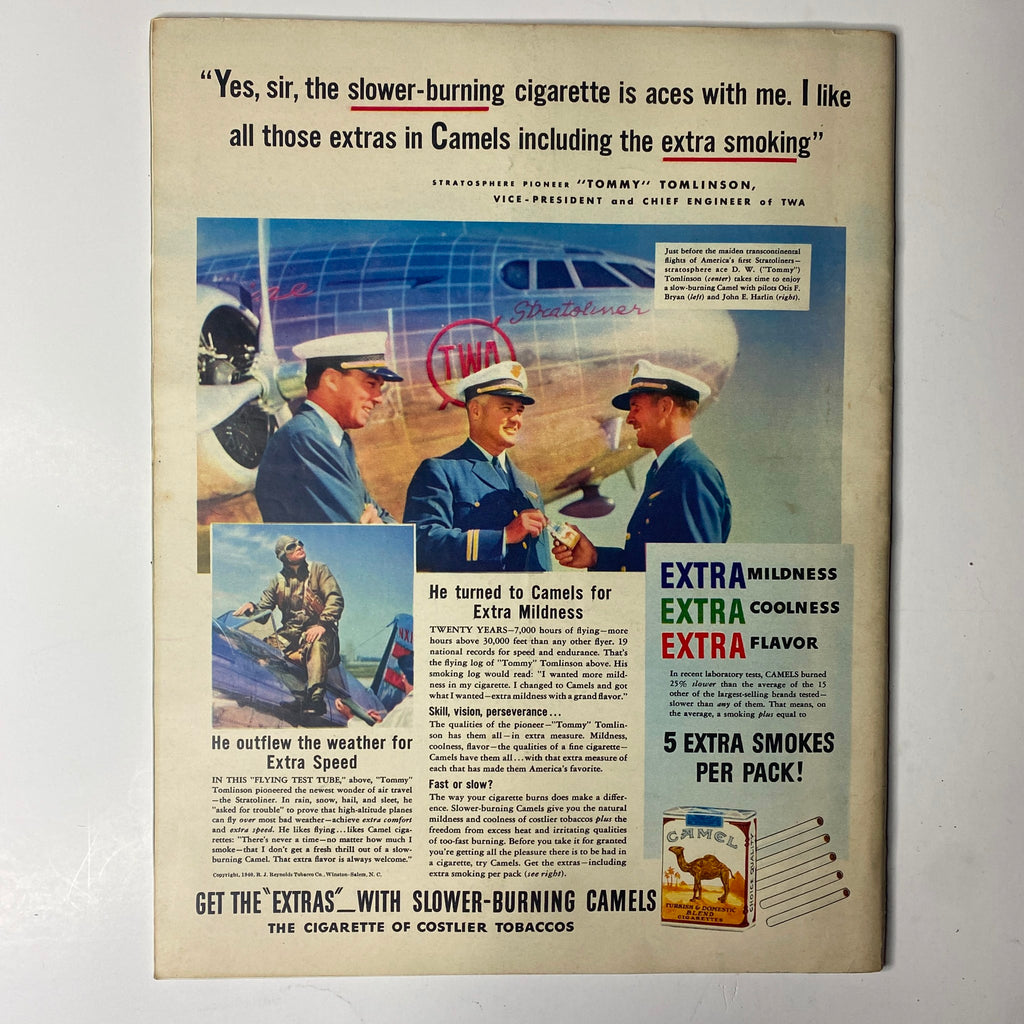 “Yes, sir, the slower-burning cigarette is aces with me. I like
all those extras in Camels including the extra smoking”
STRATOSPHERE PIONEER "TOMMY" TOMLINSON,
VICE-PRESIDENT and CHIEF ENGINEER of TWA
Just before the maiden transcontinental
flights of America's first Stratoliners—
stratosphere ace D. W. ("Tommy")
Tomlinson (center) takes time to enjoy
a slow-burning Camel with pilots Otis F.
Bryan (left) and John E. Harlin (right).
Stratoliner
TWA
NX
He outflew the weather for
Extra Speed
IN THIS "FLYING TEST TUBE," above, "Tommy"
Tomlinson pioneered the newest wonder of air travel
—the Stratoliner. In rain, snow, hail, and sleet, he
"asked for trouble" to prove that high-altitude planes
can fly over most bad weather—achieve extra comfort
and extra speed. He likes flying...likes Camel ciga-
rettes: "There's never a time—no matter how much I
smoke—that I don't get a fresh thrill out of a slow-
burning Camel. That extra flavor is always welcome."
Copyright, 1940, R. J. Reynolds Tobacco Co., Winston-Salem, N. C.
He turned to Camels for
Extra Mildness
TWENTY YEARS—7,000 hours of flying—more
hours above 30,000 feet than any other flyer. 19
national records for speed and endurance. That's
the flying log of "Tommy" Tomlinson above. His
smoking log would read: "I wanted more mild-
ness in my cigarette. I changed to Camels and got
what I wanted—extra mildness with a grand flavor."
Skill, vision, perseverance...
The qualities of the pioneer—"Tommy" Tomlin-
son has them all—in extra measure. Mildness,
coolness, flavor—the qualities of a fine cigarette—
Camels have them all...with that extra measure of
each that has made them America's favorite.
Fast or slow?
The way your cigarette burns does make a differ-
ence. Slower-burning Camels give you the natural
mildness and coolness of costlier tobaccos plus the
freedom from excess heat and irritating qualities
of too-fast burning. Before you take it for granted
you're getting all the pleasure there is to be had in
a cigarette, try Camels. Get the extras—including
extra smoking per pack (see right).
EXTRA MILDNESS
EXTRA COOLNESS
EXTRA FLAVOR
In recent laboratory tests, CAMELS burned
25% slower than the average of the 15
other of the largest-selling brands tested—
slower than any of them. That means, on
the average, a smoking plus equal to
5 EXTRA SMOKES
PER PACK!
CAMEL
TURKISH & DOMESTIC
BLEND
CIGARETTES
CHOICE QUALITY
GET THE "EXTRAS"—WITH SLOWER-BURNING CAMELS
THE CIGARETTE OF COSTLIER TOBACCOS